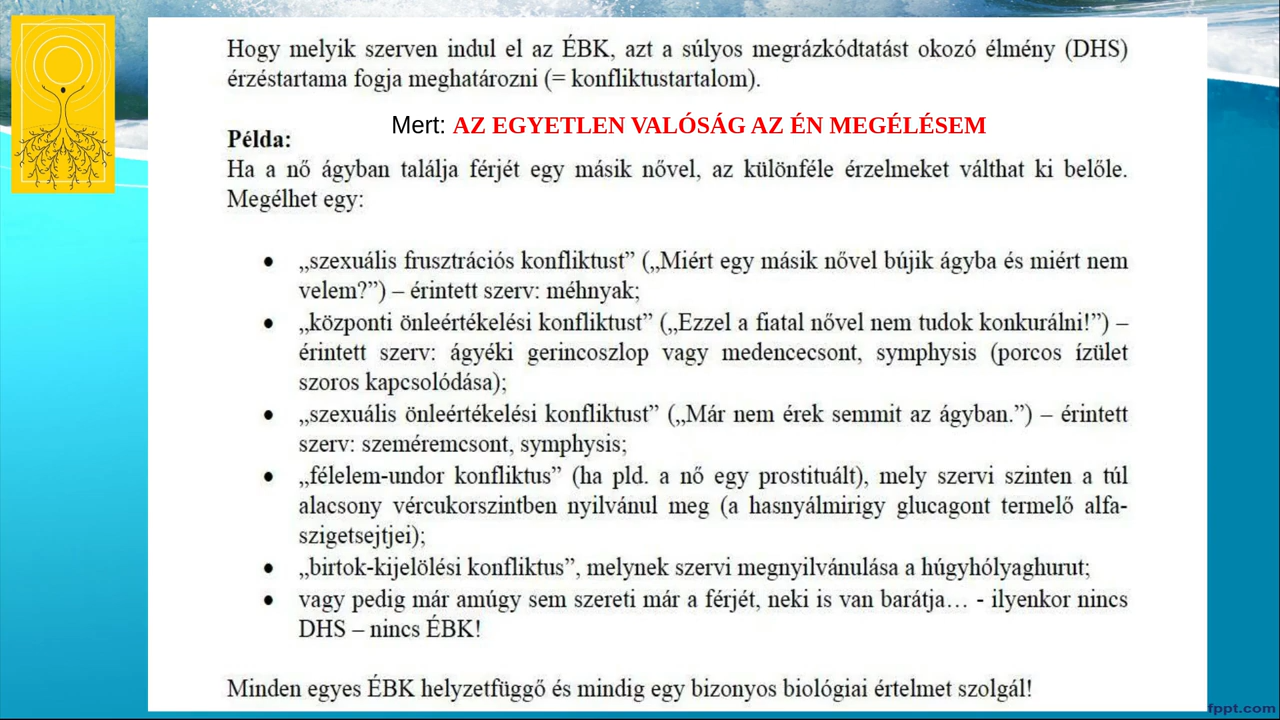 Hogy melyik szerven indul el az ÉBK, azt a súlyos megrázkódtatást okozó élmény (DHS)
érzéstartama fogja meghatározni (= konfliktustartalom).
Mert: AZ EGYETLEN VALÓSÁG AZ ÉN MEGÉLÉSEM
Példa:
Ha a nő ágyban találja férjét egy másik nővel, az különféle érzelmeket válthat ki belőle.
Megélhet egy:
● „szexuális frusztrációs konfliktust” („Miért egy másik nővel bújik ágyba és miért nem
velem?”) – érintett szerv: méhnyak;
● „központi önleértékelési konfliktust” („Ezzel a fiatal nővel nem tudok konkurálni!”) –
érintett szerv: ágyéki gerincoszlop vagy medencecsont, symphysis (porcos ízület
szoros kapcsolódása);
● „szexuális önleértékelési konfliktust” („Már nem érek semmit az ágyban.”) – érintett
szerv: szeméremcsont, symphysis;
● „félelem-undor konfliktus” (ha pld. a nő egy prostituált), mely szervi szinten a túl
alacsony vércukorszintben nyilvánul meg (a hasnyálmirigy glucagont termelő alfa-
szigetsejtjei);
● „birtok-kijelölési konfliktus”, melynek szervi megnyilvánulása a húgyhólyaghurut;
● vagy pedig már amúgy sem szereti már a férjét, neki is van barátja… - ilyenkor nincs
DHS – nincs ÉBK!
Minden egyes ÉBK helyzetfüggő és mindig egy bizonyos biológiai értelmet szolgál!
fppt.com